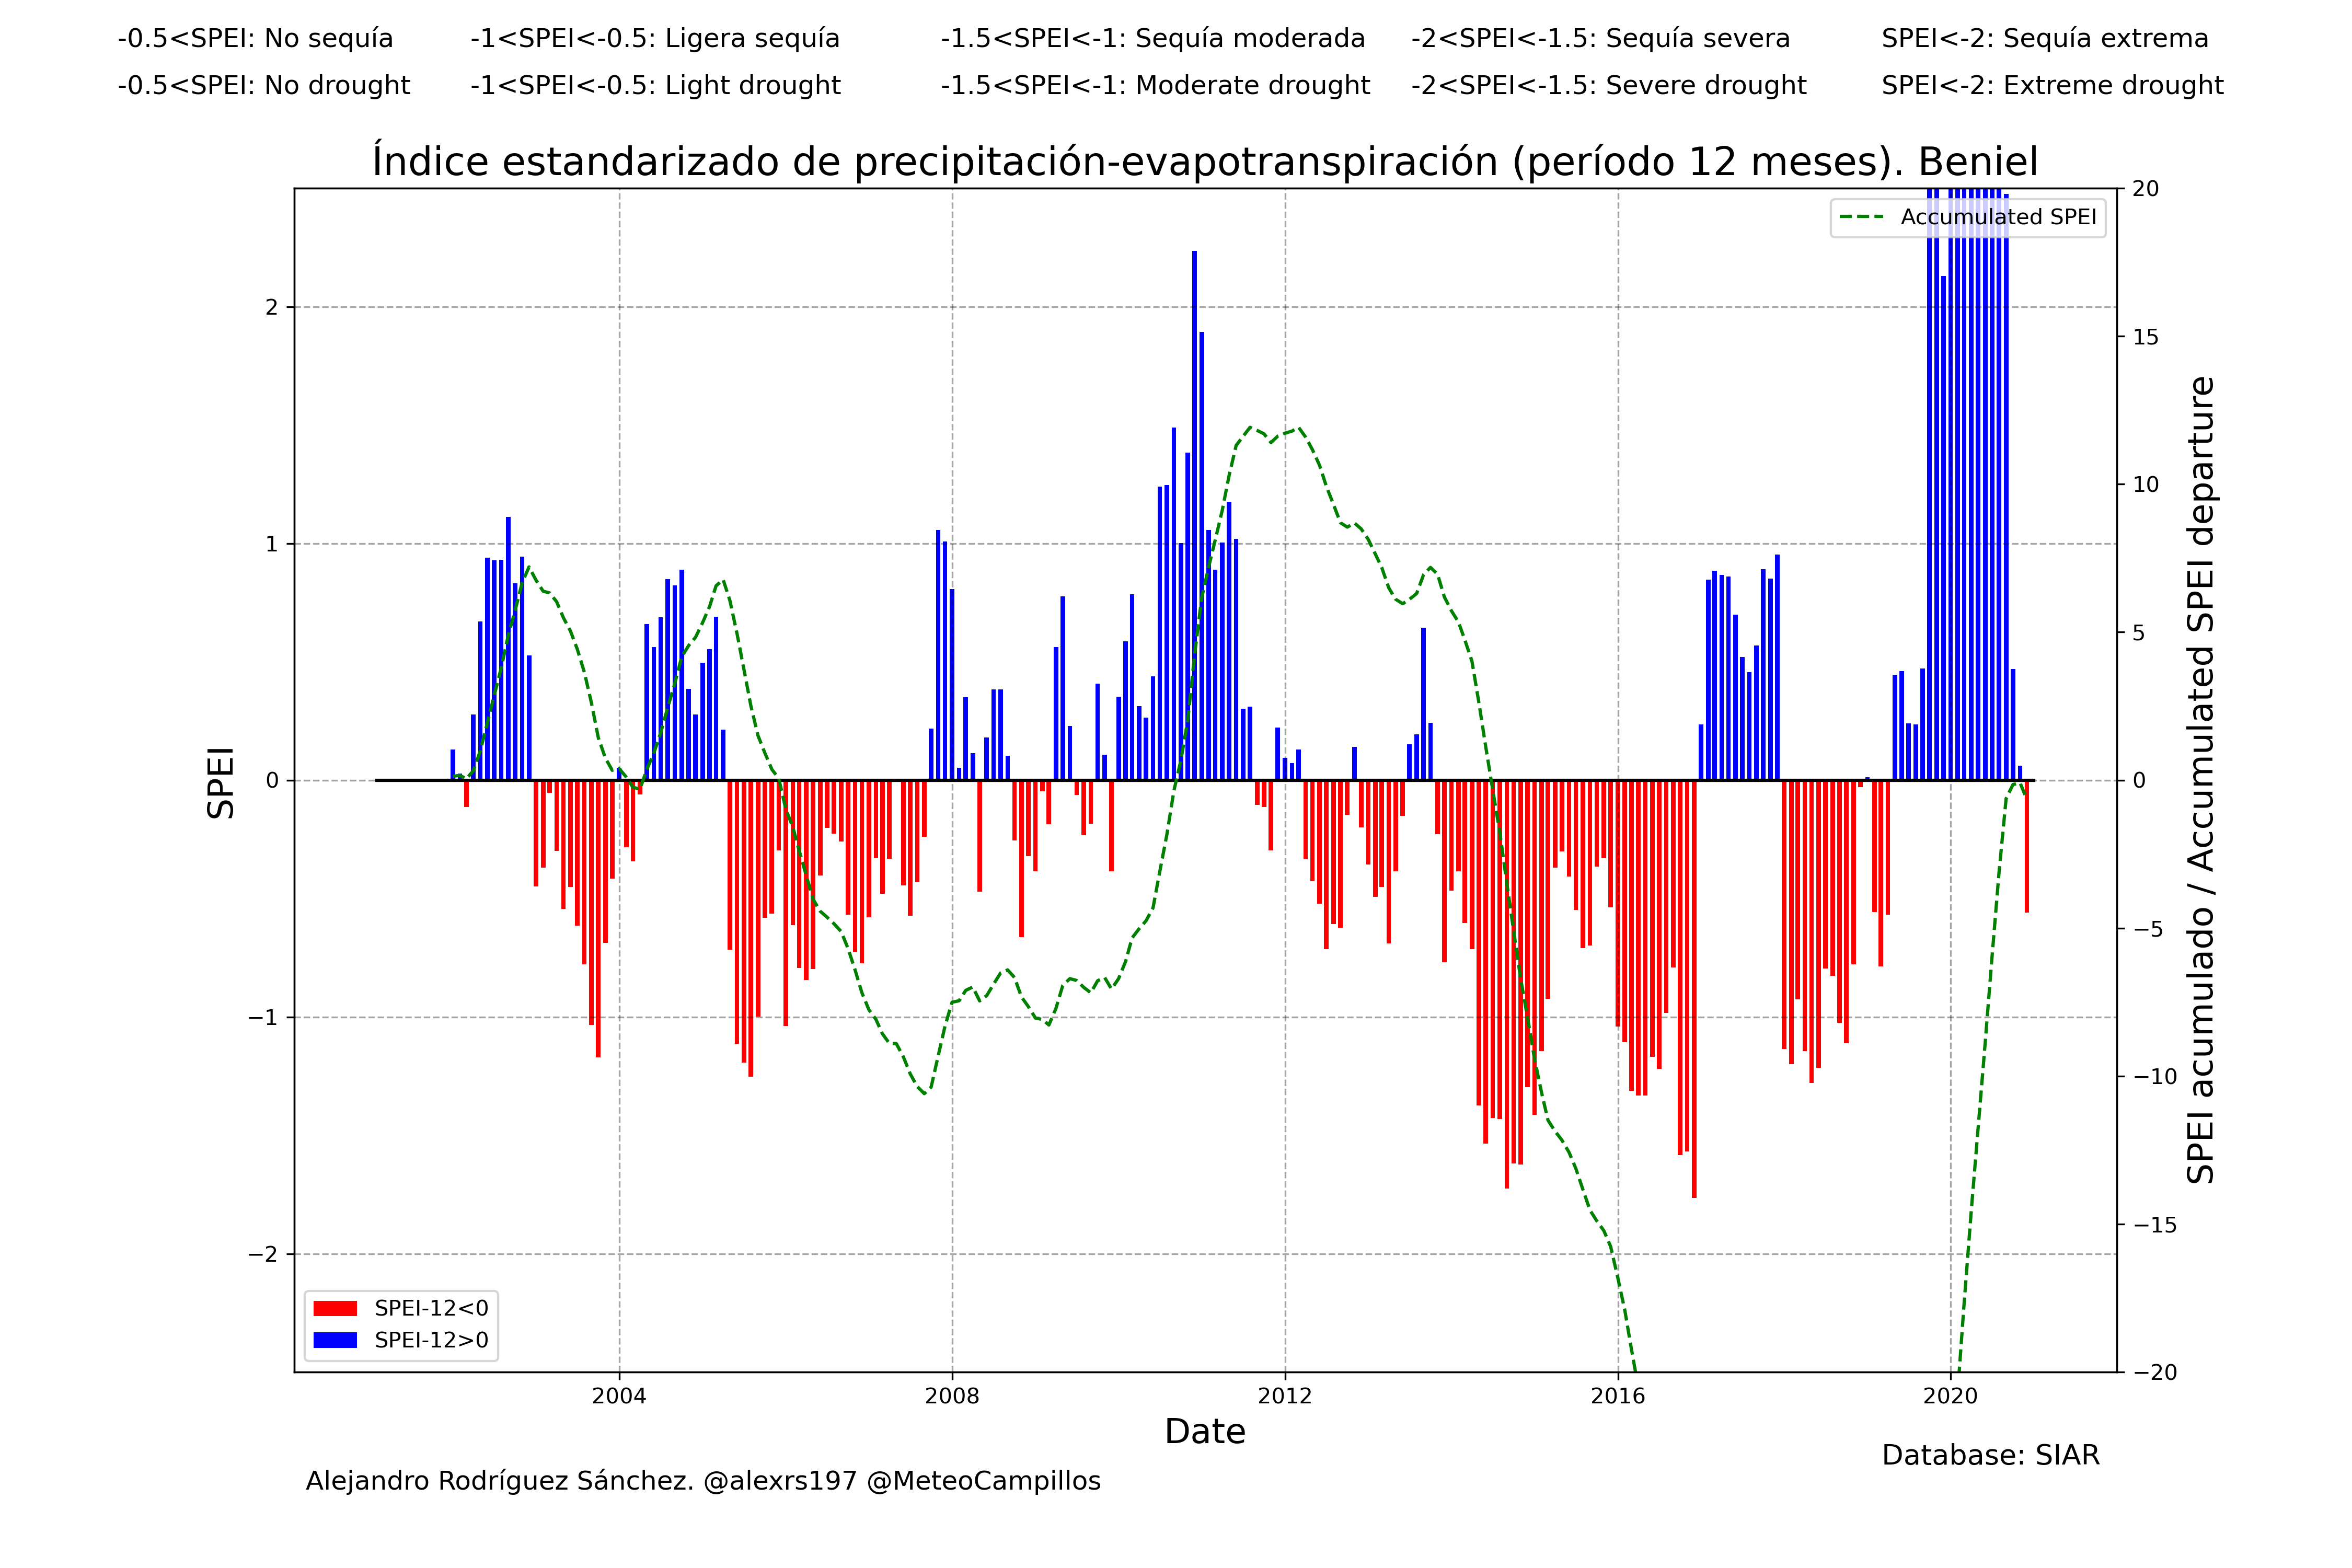 -0.5<SPEI: No sequía -1<SPEI<-0.5: Ligera sequía -1.5<SPEI<-1: Sequía moderada -2<SPEI<-1.5: Sequía severa SPEI<-2: Sequía extrema
-0.5<SPEI: No drought -1<SPEI<-0.5: Light drought -1.5<SPEI<-1: Moderate drought -2<SPEI<-1.5: Severe drought SPEI<-2: Extreme drought
Índice estandarizado de precipitación-evapotranspiración (período 12 meses). Beniel
Accumulated SPEI
2
1
0
−1
−2
SPEI
20
15
10
5
0
−5
−10
−15
−20
SPEI acumulado / Accumulated SPEI departure
SPEI-12<0
SPEI-12>0
2004 2008 2012 2016 2020
Date
Database: SIAR
Alejandro Rodríguez Sánchez. @alexrs197 @MeteoCampillos